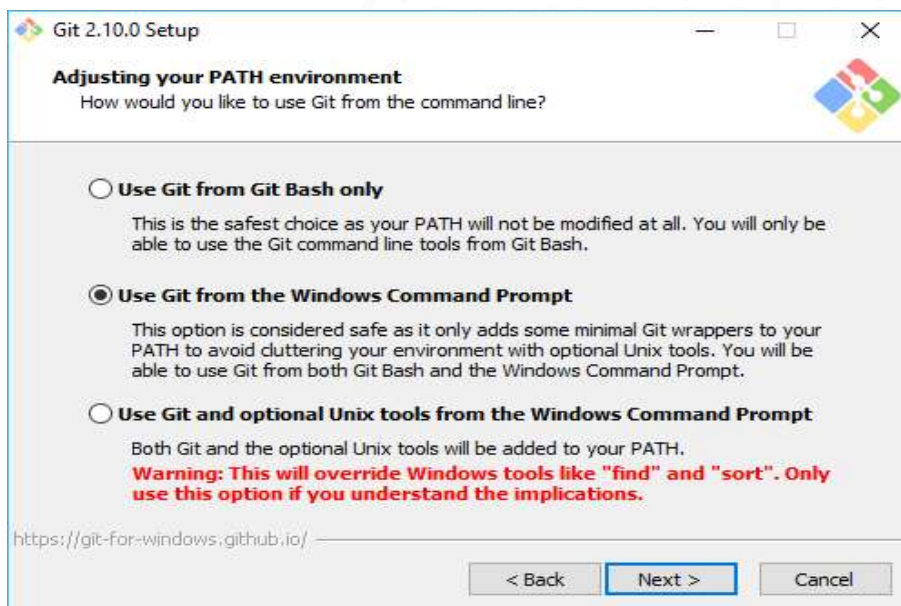 Git 2.10.0 Setup
Adjusting your PATH environment
How would you like to use Git from the command line?
Use Git from Git Bash only
This is the safest choice as your PATH will not be modified at all. You will only be
able to use the Git command line tools from Git Bash.
Use Git from the Windows Command Prompt
This option is considered safe as it only adds some minimal Git wrappers to your
PATH to avoid cluttering your environment with optional Unix tools. You will be
able to use Git from both Git Bash and the Windows Command Prompt.
Use Git and optional Unix tools from the Windows Command Prompt
Both Git and the optional Unix tools will be added to your PATH.
Warning: This will override Windows tools like "find" and "sort". Only
use this option if you understand the implications.
https://git-for-windows.github.io/
< Back Next > Cancel